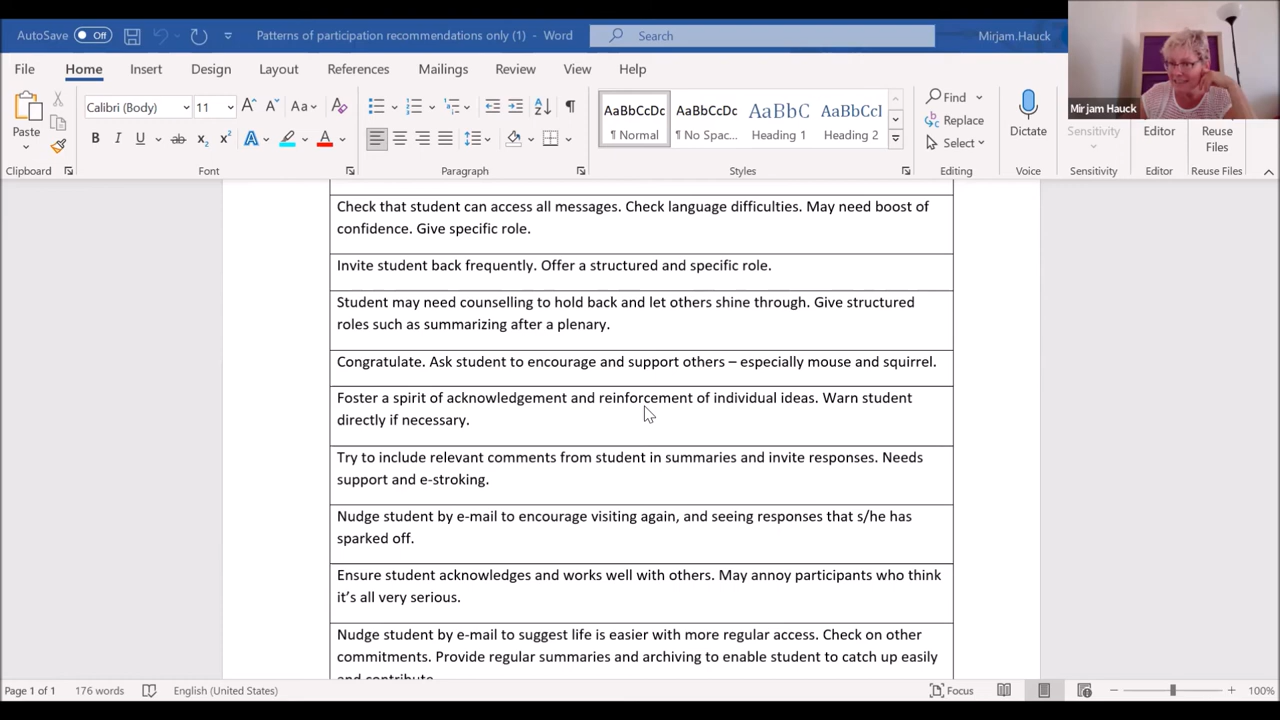 AutoSave Off Patterns of participation recommendations only (1) - Word Search Mirjam.Hauck
File Home Insert Design Layout References Mailings Review View Help
Mirjam Hauck
Paste
Calibri (Body) 11
AaBbCcDc AaBbCcDc AaBbC AaBbCcI
¶ Normal ¶ No Spac... Heading 1 Heading 2
Find
Replace
Select
Dictate
Sensitivity
Editor
Reuse
Files
Clipboard Font Paragraph Styles Editing Voice Sensitivity Editor Reuse Files
Check that student can access all messages. Check language difficulties. May need boost of
confidence. Give specific role.
Invite student back frequently. Offer a structured and specific role.
Student may need counselling to hold back and let others shine through. Give structured
roles such as summarizing after a plenary.
Congratulate. Ask student to encourage and support others – especially mouse and squirrel.
Foster a spirit of acknowledgement and reinforcement of individual ideas. Warn student
directly if necessary.
Try to include relevant comments from student in summaries and invite responses. Needs
support and e-stroking.
Nudge student by e-mail to encourage visiting again, and seeing responses that s/he has
sparked off.
Ensure student acknowledges and works well with others. May annoy participants who think
it's all very serious.
Nudge student by e-mail to suggest life is easier with more regular access. Check on other
commitments. Provide regular summaries and archiving to enable student to catch up easily
and contribute.
Page 1 of 1 176 words English (United States) Focus 100%